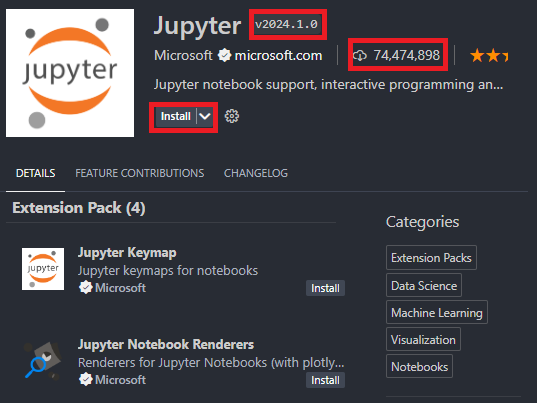 Jupyter v2024.1.0
Microsoft microsoft.com 74,474,898
jupyter
Jupyter notebook support, interactive programming an...
Install
DETAILS FEATURE CONTRIBUTIONS CHANGELOG
Extension Pack (4)
Jupyter Keymap
jupyter
Jupyter keymaps for notebooks
Microsoft Install
Jupyter Notebook Renderers
Renderers for Jupyter Notebooks (with plotly...
Microsoft Install
Categories
Extension Packs
Data Science
Machine Learning
Visualization
Notebooks